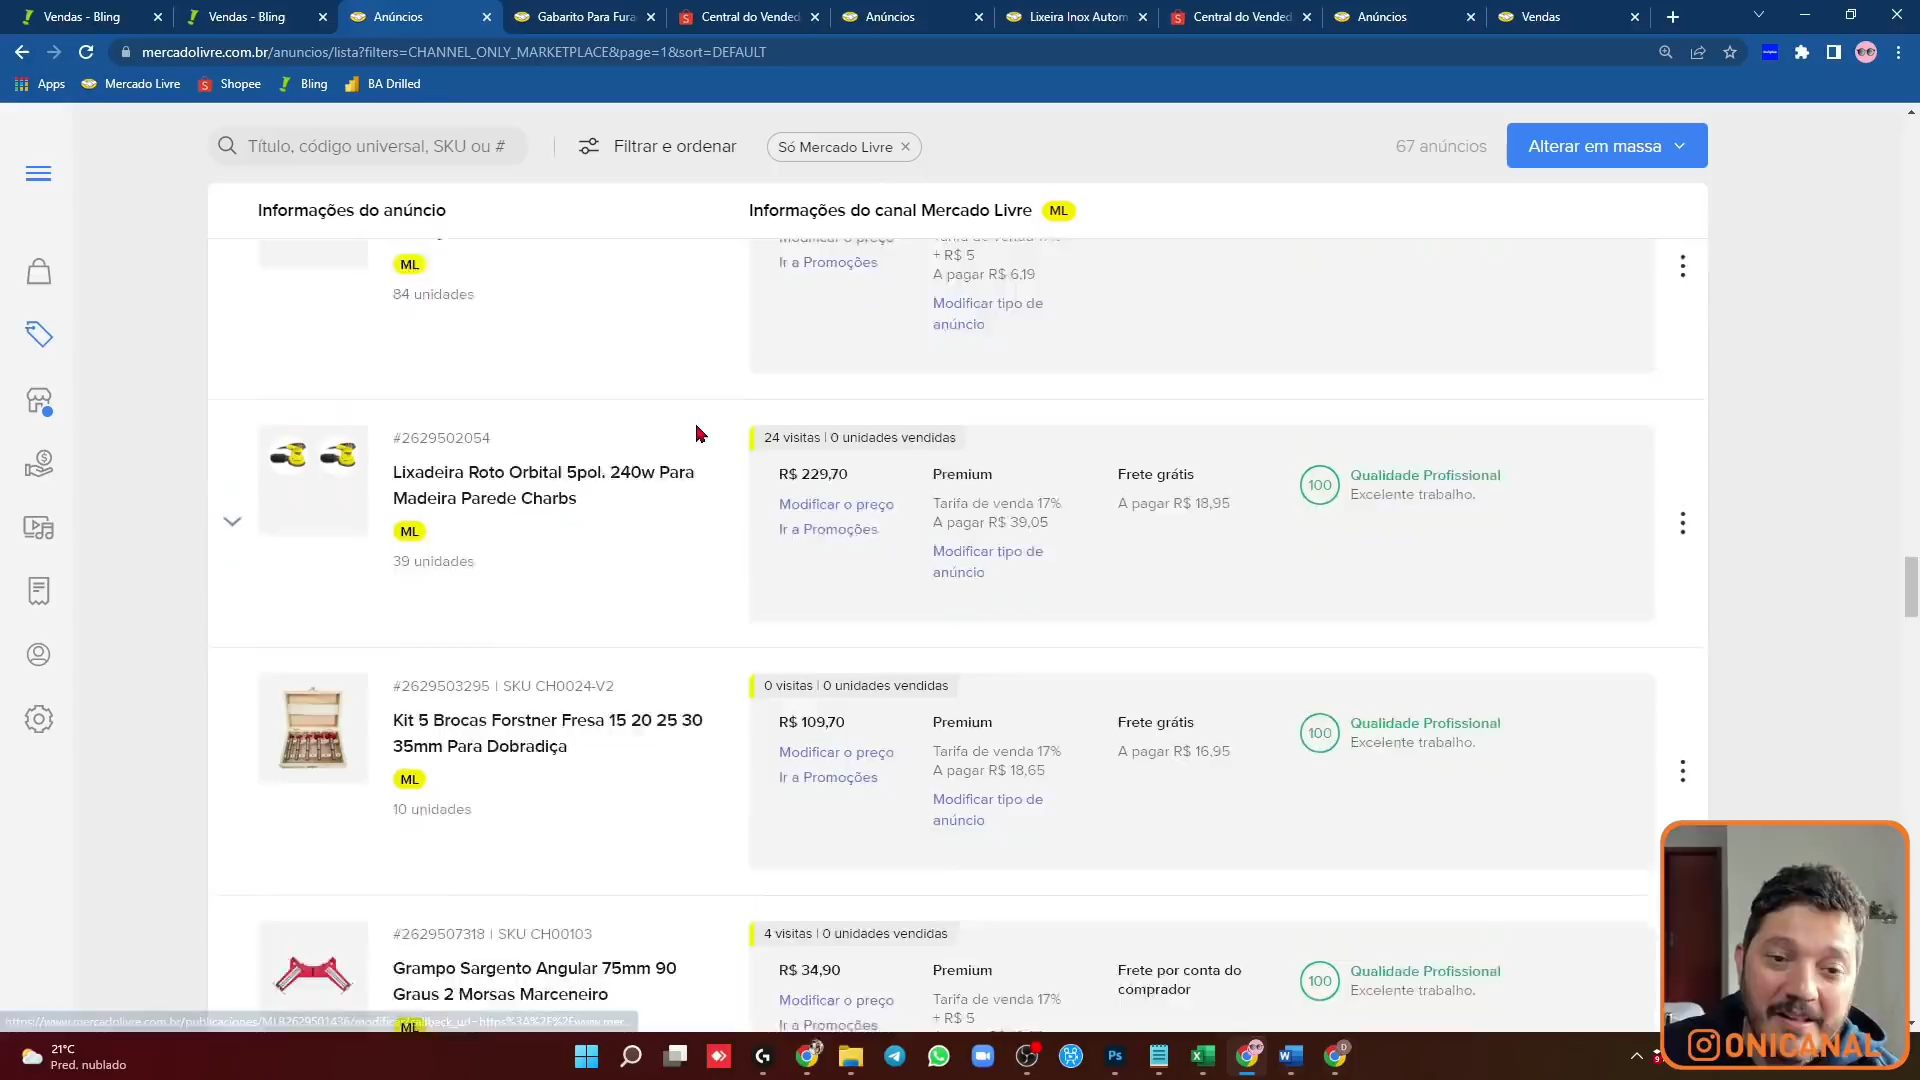 Vendas - Bling
Vendas - Bling
Anúncios
Gabarito Para Fura
Central do Vended
Anúncios
Lixeira Inox Autom
Central do Vended
Anúncios
Vendas
mercadolivre.com.br/anuncios/lista?filters=CHANNEL_ONLY_MARKETPLACE&page=1&sort=DEFAULT
Apps
Mercado Livre
Shopee
Bling
BA Drilled
Título, código universal, SKU ou #
Filtrar e ordenar
Só Mercado Livre
67 anúncios
Alterar em massa
Informações do anúncio
Informações do canal Mercado Livre ML
ML
84 unidades
Modificar o preço
Ir a Promoções
Tarifa de venda 17%
+ R$ 5
A pagar R$ 6,19
Modificar tipo de
anúncio
#2629502054
Lixadeira Roto Orbital 5pol. 240w Para
Madeira Parede Charbs
ML
39 unidades
24 visitas | 0 unidades vendidas
R$ 229,70
Modificar o preço
Ir a Promoções
Premium
Tarifa de venda 17%
A pagar R$ 39,05
Modificar tipo de
anúncio
Frete grátis
A pagar R$ 18,95
100
Qualidade Profissional
Excelente trabalho.
#2629503295 | SKU CH0024-V2
Kit 5 Brocas Forstner Fresa 15 20 25 30
35mm Para Dobradiça
ML
10 unidades
0 visitas | 0 unidades vendidas
R$ 109,70
Modificar o preço
Ir a Promoções
Premium
Tarifa de venda 17%
A pagar R$ 18,65
Modificar tipo de
anúncio
Frete grátis
A pagar R$ 16,95
100
Qualidade Profissional
Excelente trabalho.
#2629507318 | SKU CH00103
Grampo Sargento Angular 75mm 90
Graus 2 Morsas Marceneiro
ML
4 visitas | 0 unidades vendidas
R$ 34,90
Modificar o preço
Ir a Promoções
Premium
Tarifa de venda 17%
+ R$ 5
Frete por conta do
comprador
100
Qualidade Profissional
Excelente trabalho.
21°C
Pred. nublado
ONICANAL